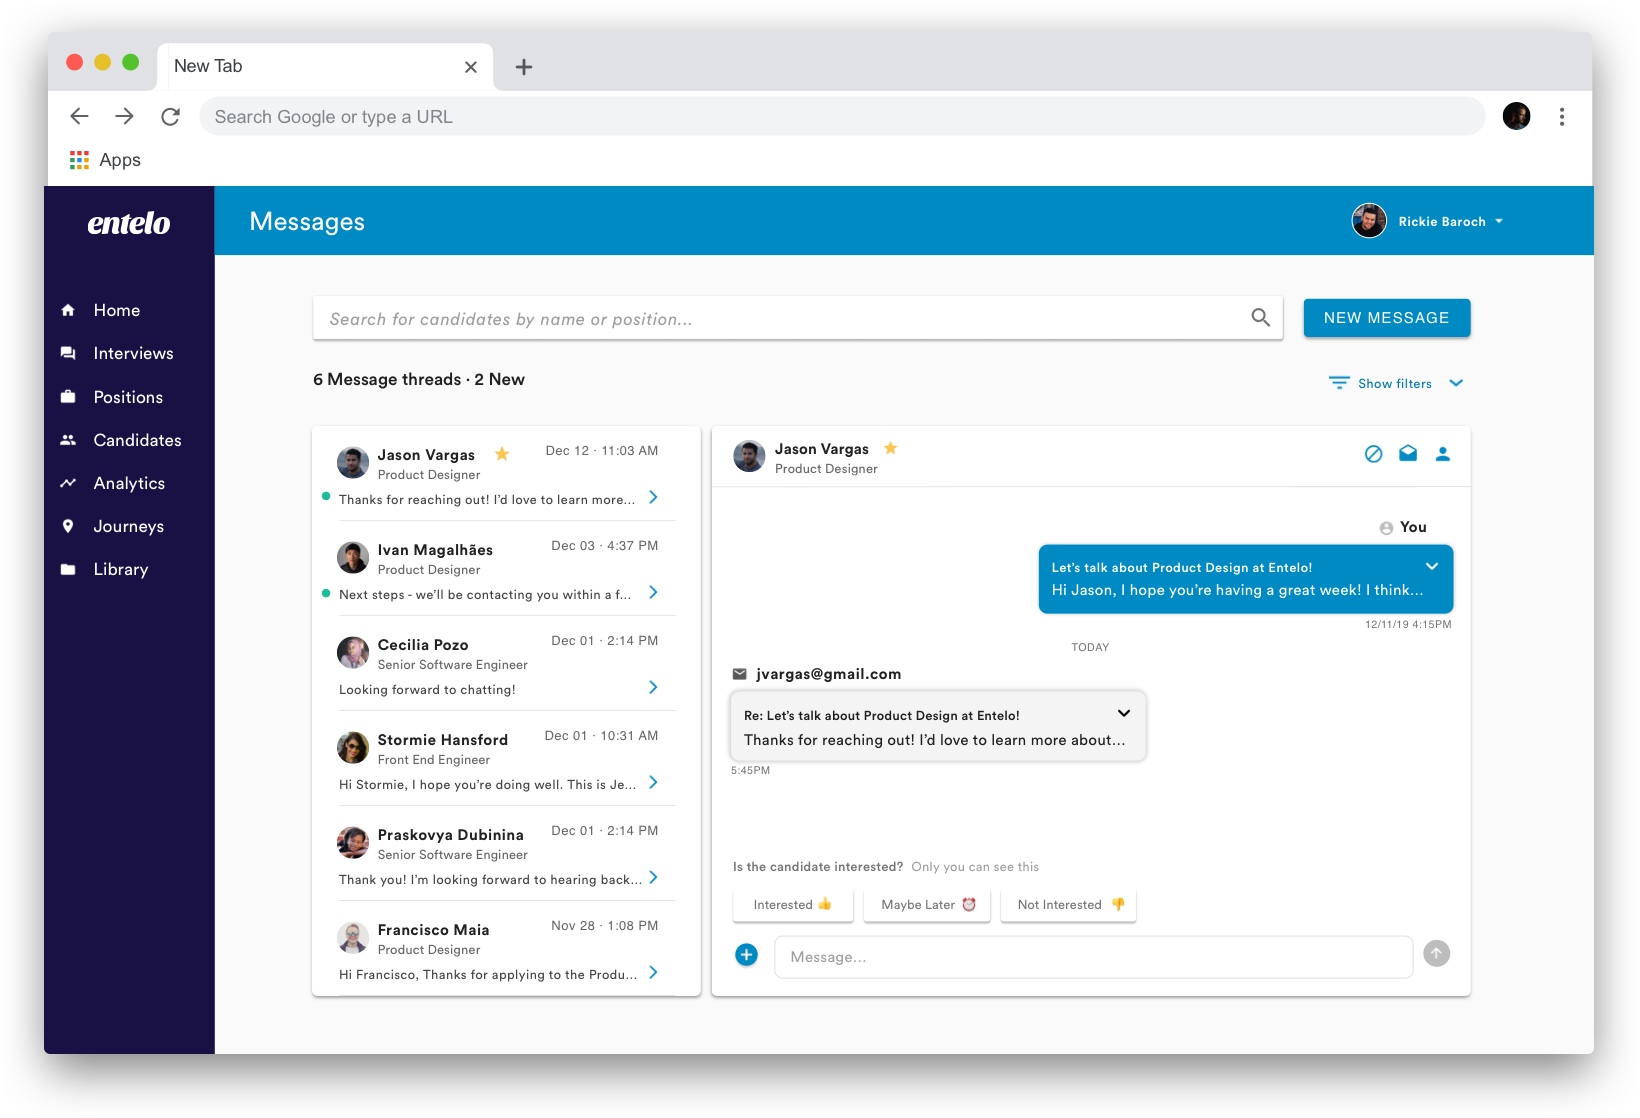 New Tab
Search Google or type a URL
Apps
entelo
Messages
Rickie Baroch
Home
Interviews
Positions
Candidates
Analytics
Journeys
Library
Search for candidates by name or position...
NEW MESSAGE
6 Message threads · 2 New
Show filters
Jason Vargas
Dec 12 · 11:03 AM
Product Designer
Thanks for reaching out! I’d love to learn more...
Ivan Magalhães
Dec 03 · 4:37 PM
Product Designer
Next steps - we’ll be contacting you within a f...
Cecilia Pozo
Dec 01 · 2:14 PM
Senior Software Engineer
Looking forward to chatting!
Stormie Hansford
Dec 01 · 10:31 AM
Front End Engineer
Hi Stormie, I hope you’re doing well. This is Je...
Praskovya Dubinina
Dec 01 · 2:14 PM
Senior Software Engineer
Thank you! I’m looking forward to hearing back...
Francisco Maia
Nov 28 · 1:08 PM
Product Designer
Hi Francisco, Thanks for applying to the Produ...
Jason Vargas
Product Designer
You
Let’s talk about Product Design at Entelo!
Hi Jason, I hope you’re having a great week! I think...
12/11/19 4:15PM
TODAY
jvargas@gmail.com
Re: Let’s talk about Product Design at Entelo!
Thanks for reaching out! I’d love to learn more about...
5:45PM
Is the candidate interested? Only you can see this
Interested 👍
Maybe Later ⏰
Not Interested 👎
Message...